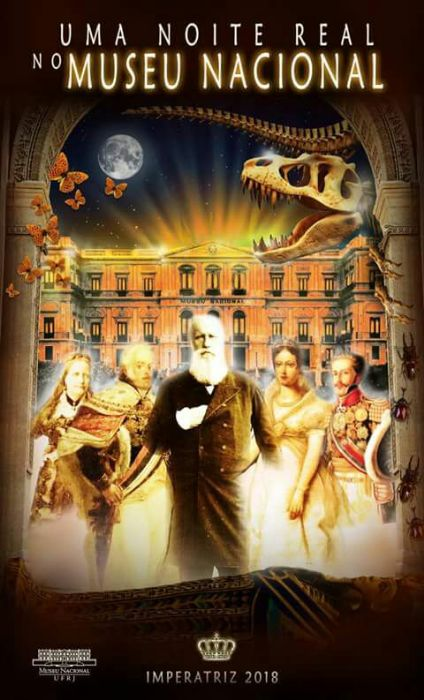 UMA NOITE REAL
NO MUSEU NACIONAL
MUSEU NACIONAL
MUSEU NACIONAL
UFRJ
IMPERATRIZ 2018